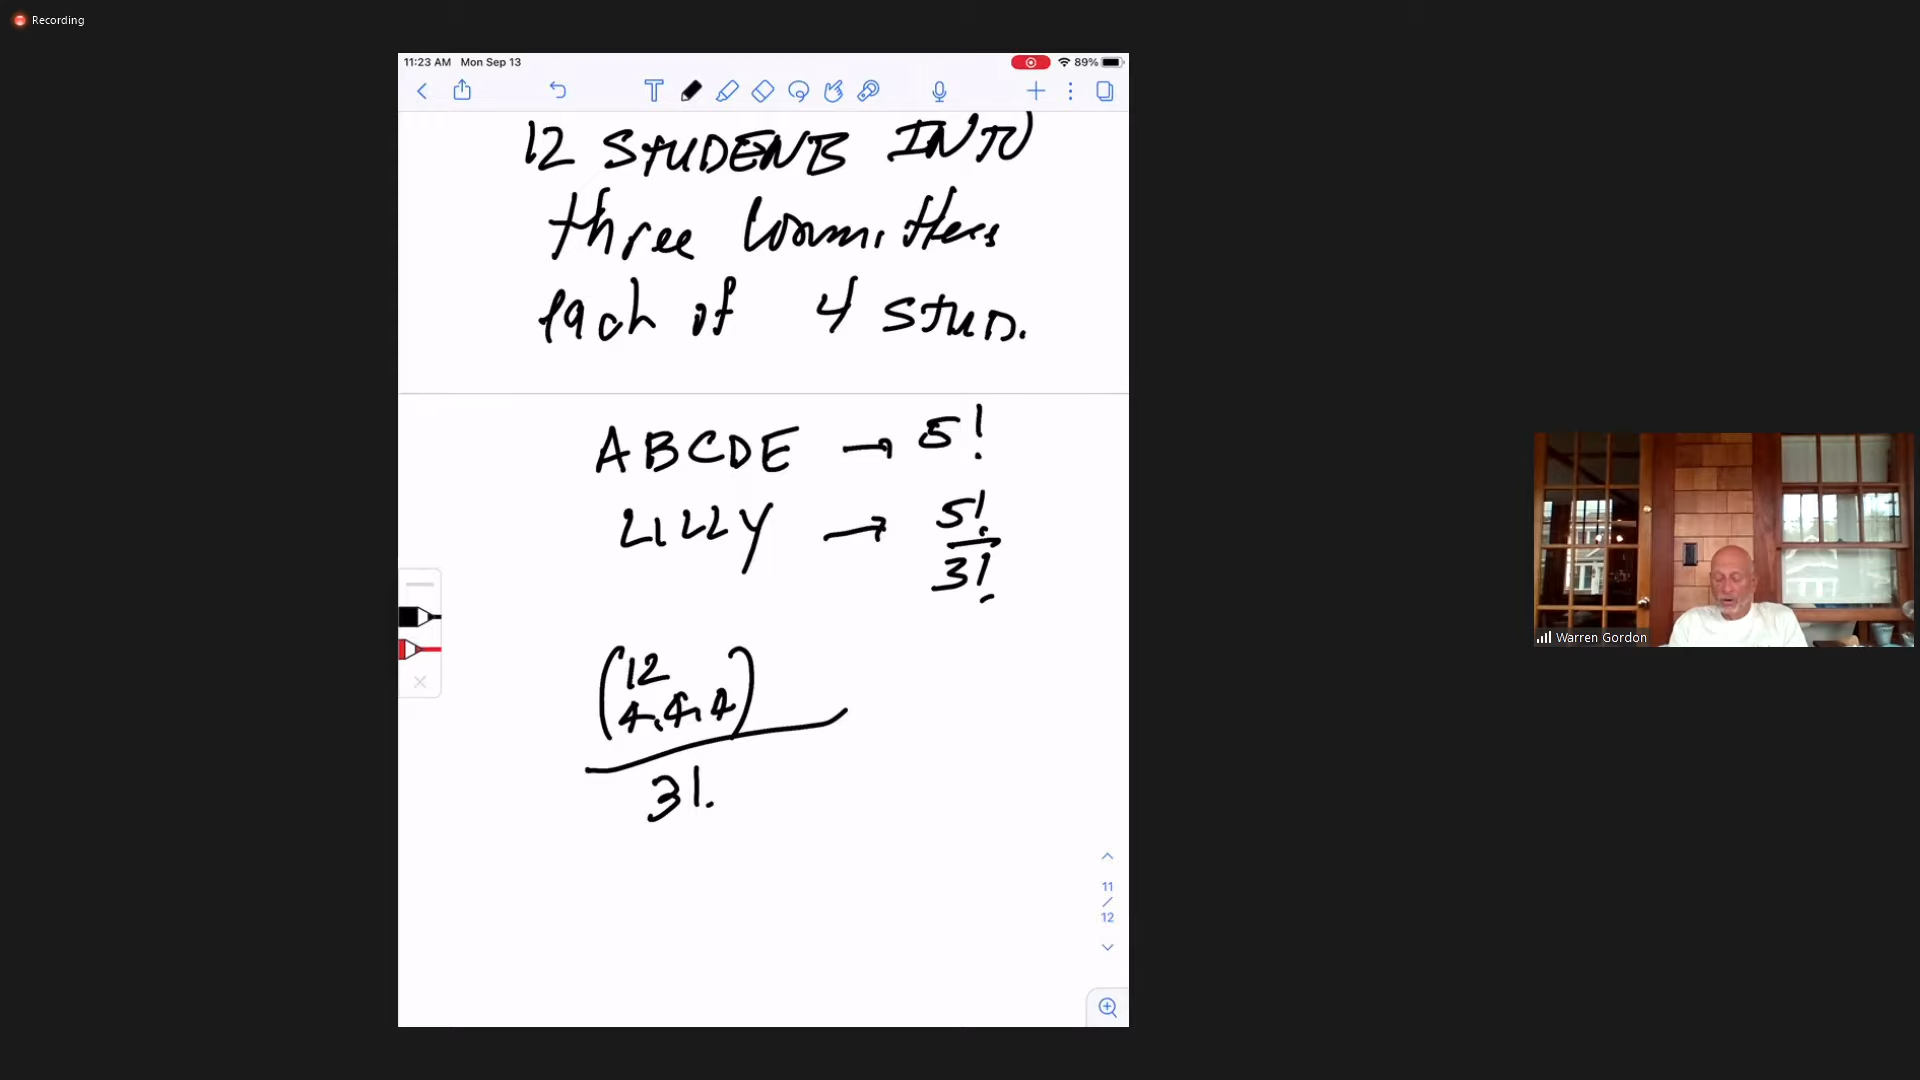 Recording
11:23 AM Mon Sep 13
89%
T
12 STUDENTS INTO
three Committees
each of 4 STUD.
ABCDE → 5!
LILLY → 5!
3!
(12
4,4,4)
3!
11
/
12
Warren Gordon